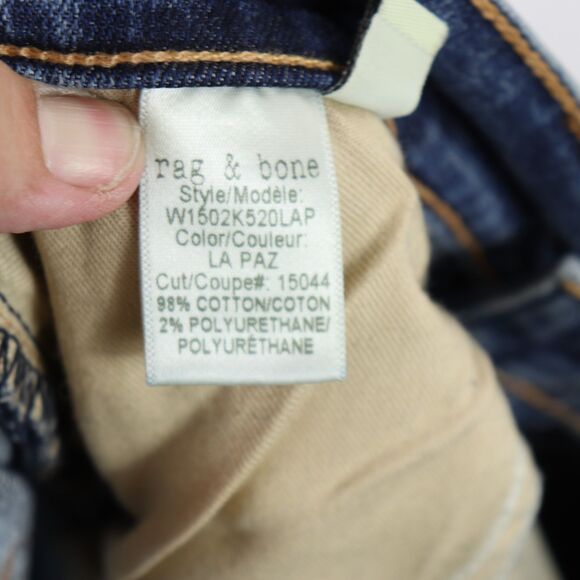 rag & bone
Style/Modèle:
W1502K520LAP
Color/Couleur:
LA PAZ
Cut/Coupe#: 15044
98% COTTON/COTON
2% POLYURETHANE/
POLYURÉTHANE